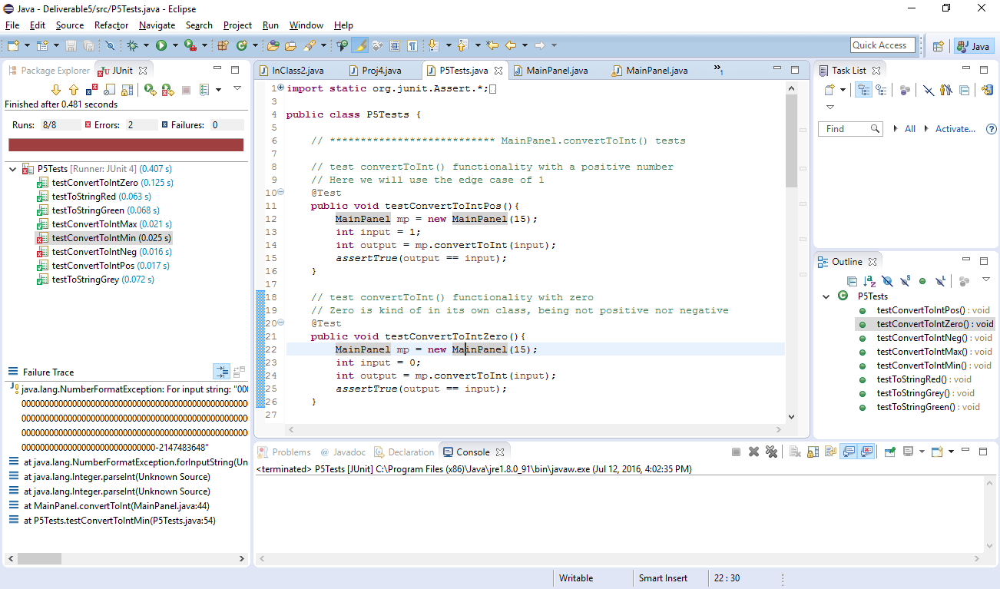 Java - Deliverable5/src/P5Tests.java - Eclipse
File Edit Source Refactor Navigate Search Project Run Window Help
Quick Access Java
Package Explorer JUnit
Finished after 0.481 seconds
Runs: 8/8 Errors: 2 Failures: 0
P5Tests [Runner: JUnit 4] (0.407 s)
testConvertToIntZero (0.125 s)
testToStringRed (0.063 s)
testToStringGreen (0.068 s)
testConvertToIntMax (0.021 s)
testConvertToIntMin (0.025 s)
testConvertToIntNeg (0.016 s)
testConvertToIntPos (0.017 s)
testToStringGrey (0.072 s)
Failure Trace
java.lang.NumberFormatException: For input string: "000
at java.lang.NumberFormatException.forInputString(Un
at java.lang.Integer.parseInt(Unknown Source)
at java.lang.Integer.parseInt(Unknown Source)
at MainPanel.convertToInt(MainPanel.java:44)
at P5Tests.testConvertToIntMin(P5Tests.java:54)
InClass2.java Proj4.java P5Tests.java MainPanel.java MainPanel.java »1
1 import static org.junit.Assert.*;
3
4 public class P5Tests {
5
6 // *************************** MainPanel.convertToInt() tests
7
8 // test convertToInt() functionality with a positive number
9 // Here we will use the edge case of 1
10 @Test
11 public void testConvertToIntPos(){
12 MainPanel mp = new MainPanel(15);
13 int input = 1;
14 int output = mp.convertToInt(input);
15 assertTrue(output == input);
16 }
17
18 // test convertToInt() functionality with zero
19 // Zero is kind of in its own class, being not positive nor negative
20 @Test
21 public void testConvertToIntZero(){
22 MainPanel mp = new MainPanel(15);
23 int input = 0;
24 int output = mp.convertToInt(input);
25 assertTrue(output == input);
26 }
27
Problems Javadoc Declaration Console
<terminated> P5Tests [JUnit] C:\Program Files (x86)\Java\jre1.8.0_91\bin\javaw.exe (Jul 12, 2016, 4:02:35 PM)
Task List
Find All Activate...
Outline
P5Tests
testConvertToIntPos() : void
testConvertToIntZero() : void
testConvertToIntNeg() : void
testConvertToIntMax() : void
testConvertToIntMin() : void
testToStringRed() : void
testToStringGrey() : void
testToStringGreen() : void
Writable Smart Insert 22 : 30